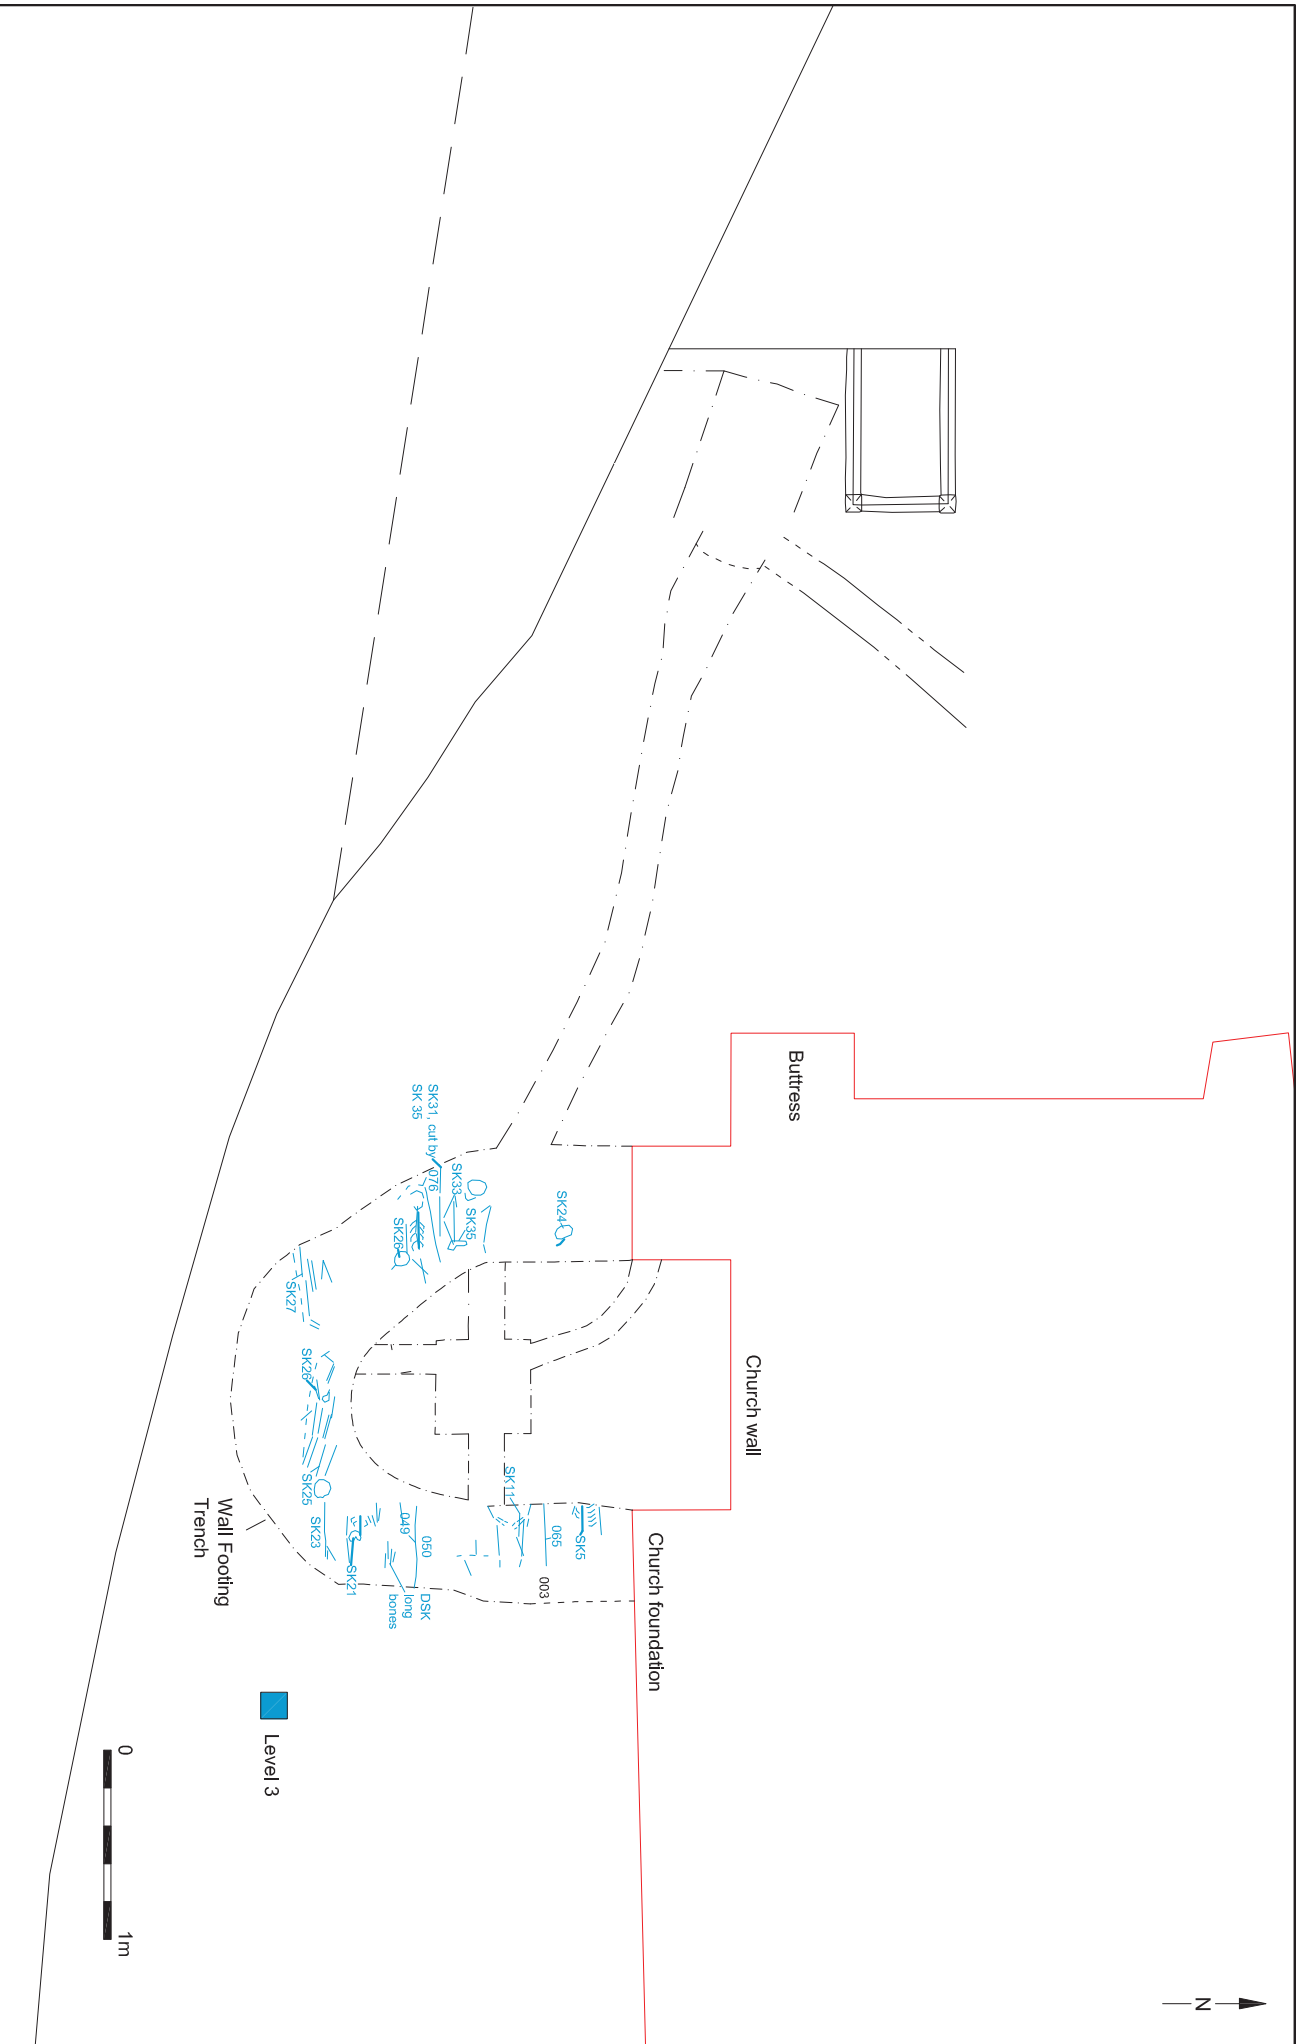 N
Buttress
Church wall
Church foundation
SK24
SK31, cut by
SK 35
076
SK33
SK35
SK26
SK27
SK26
SK25
SK23
SK21
SK11
SK5
065
003
050
049
DSK
long
bones
Wall Footing
Trench
Level 3
0
1m